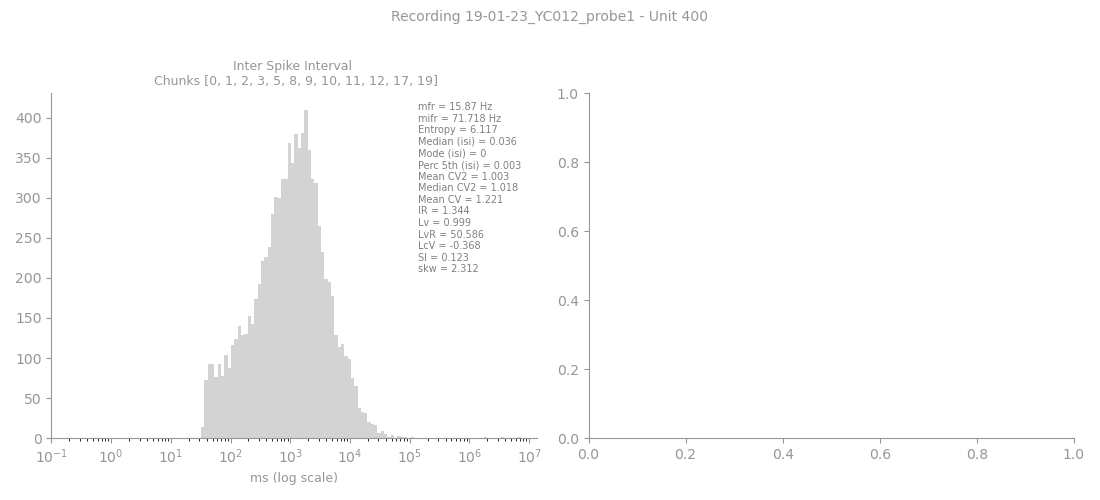 Recording 19-01-23_YC012_probe1 - Unit 400
Inter Spike Interval
Chunks [0, 1, 2, 3, 5, 8, 9, 10, 11, 12, 17, 19]
mfr = 15.87 Hz
mifr = 71.718 Hz
Entropy = 6.117
Median (isi) = 0.036
Mode (isi) = 0
Perc 5th (isi) = 0.003
Mean CV2 = 1.003
Median CV2 = 1.018
Mean CV = 1.221
IR = 1.344
Lv = 0.999
LvR = 50.586
LcV = -0.368
SI = 0.123
skw = 2.312
400
350
300
250
200
150
100
50
0
10⁻¹ 10⁰ 10¹ 10² 10³ 10⁴ 10⁵ 10⁶ 10⁷
ms (log scale)
1.0
0.8
0.6
0.4
0.2
0.0
0.0 0.2 0.4 0.6 0.8 1.0